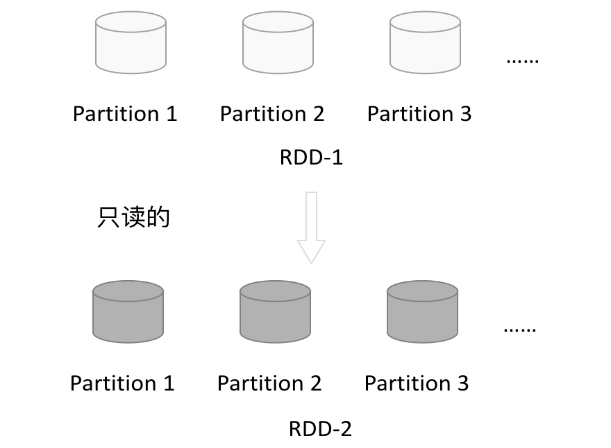 ……
Partition 1 Partition 2 Partition 3
RDD-1
只读的
……
Partition 1 Partition 2 Partition 3
RDD-2